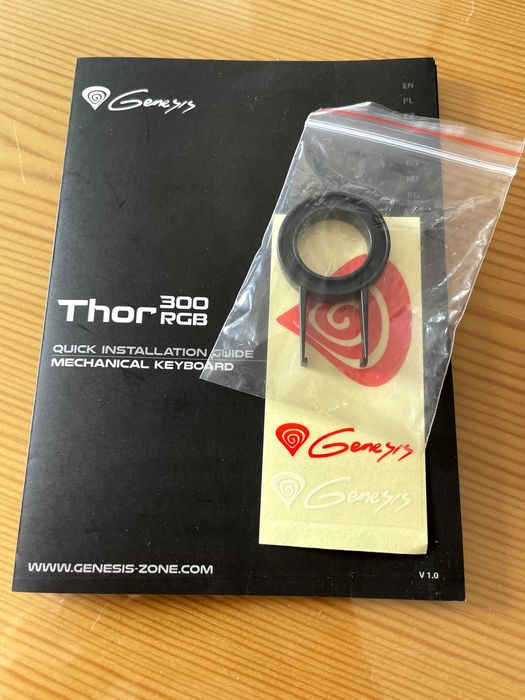 Genesis
EN
PL
Thor 300 RGB
QUICK INSTALLATION GUIDE
MECHANICAL KEYBOARD
Genesis
Genesis
WWW.GENESIS-ZONE.COM
V 1.0